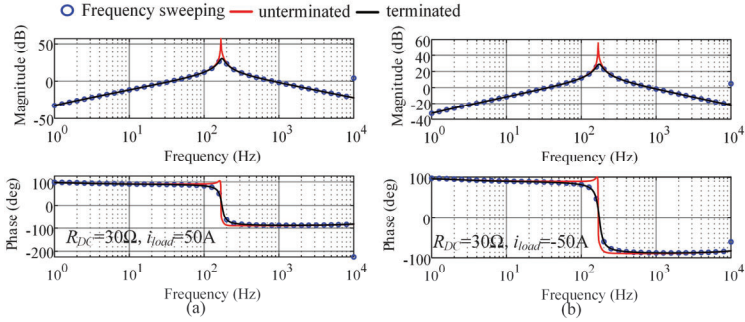 Frequency sweeping unterminated terminated
Magnitude (dB)
50
0
-50
10^0 10^1 10^2 10^3 10^4
Frequency (Hz)
Phase (deg)
100
0
-100
-200
R_DC=30Ω, i_load=50A
10^0 10^1 10^2 10^3 10^4
Frequency (Hz)
(a)
Magnitude (dB)
60
40
20
0
-20
-40
10^0 10^1 10^2 10^3 10^4
Frequency (Hz)
Phase (deg)
100
0
-100
R_DC=30Ω, i_load=-50A
10^0 10^1 10^2 10^3 10^4
Frequency (Hz)
(b)